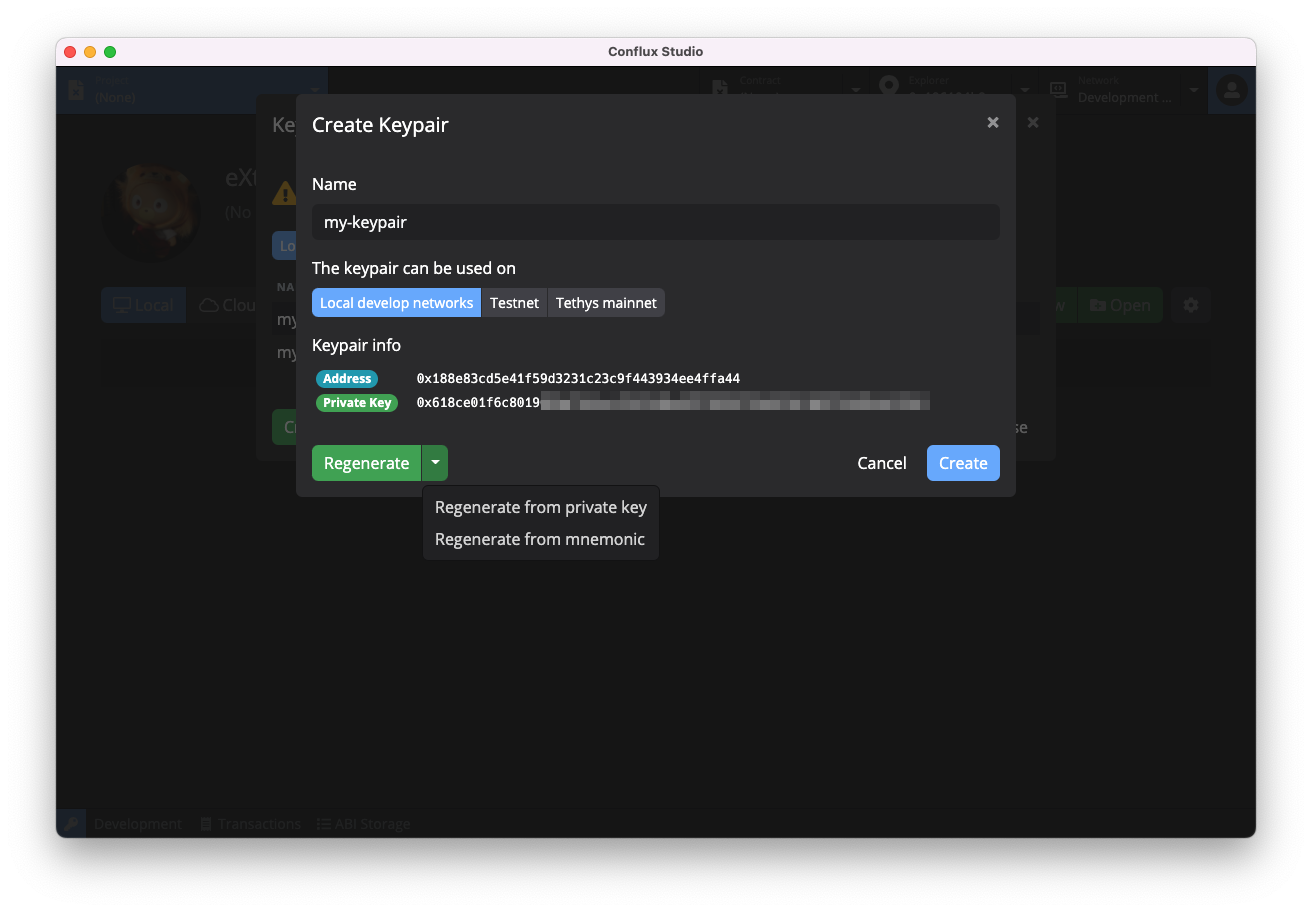 Conflux Studio
Project
(None)
Contract
Explorer
Network
Development ...
Key
Create Keypair
eXt
(No
Name
my-keypair
Lo
The keypair can be used on
Local develop networks Testnet Tethys mainnet
NA
Local Clou
w Open
my
Keypair info
my
Address 0x188e83cd5e41f59d3231c23c9f443934ee4ffa44
Private Key 0x618ce01f6c8019
Cr
se
Regenerate
Cancel Create
Regenerate from private key
Regenerate from mnemonic
Development Transactions ABI Storage